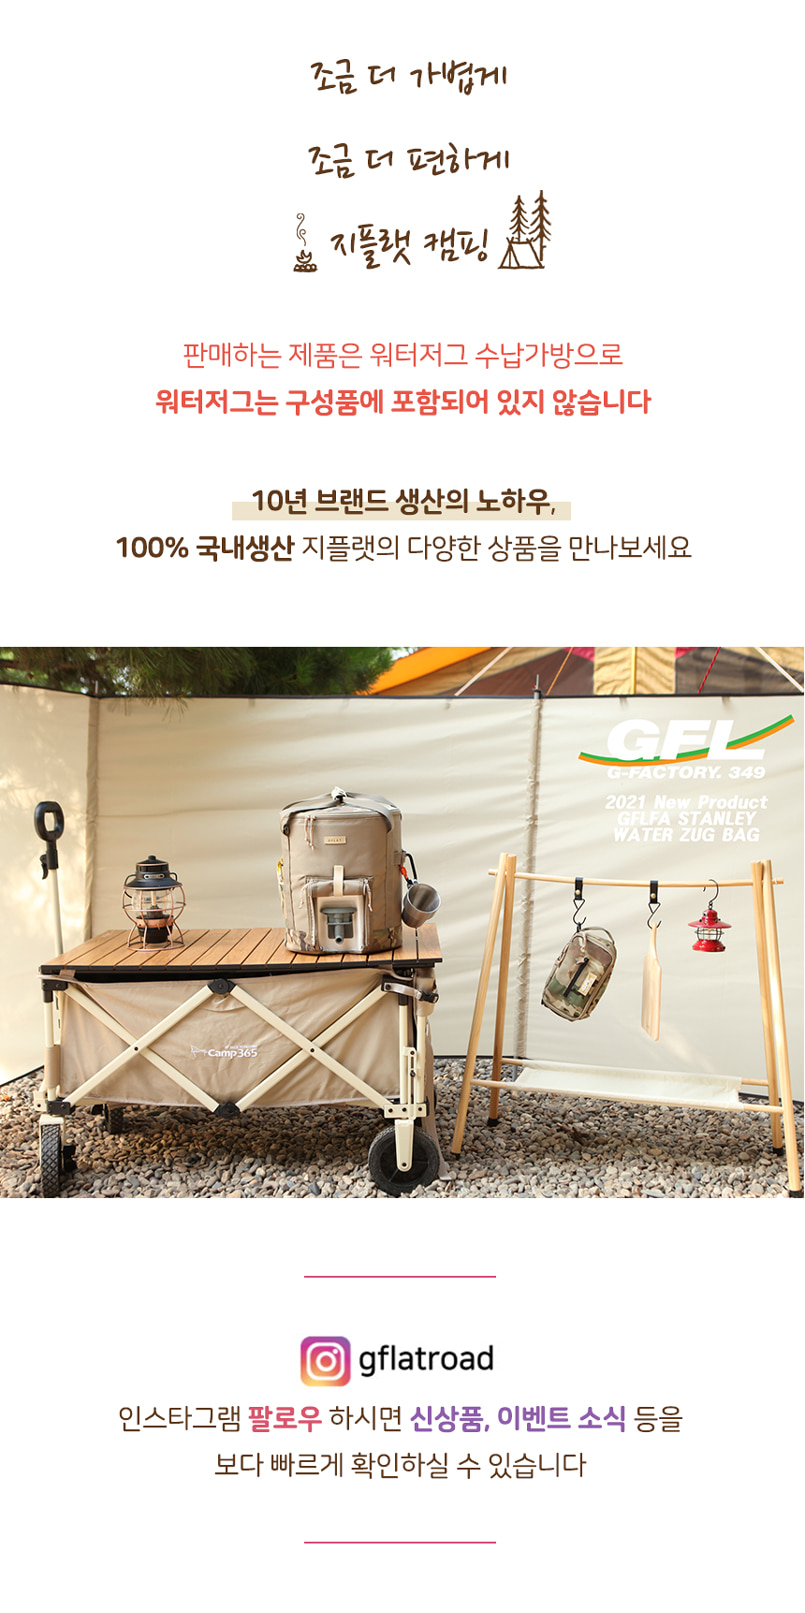 조금 더 가볍게
조금 더 편하게
지플랫 캠핑
판매하는 제품은 워터저그 수납가방으로
워터저그는 구성품에 포함되어 있지 않습니다
10년 브랜드 생산의 노하우,
100% 국내생산 지플랫의 다양한 상품을 만나보세요
GFL
G-FACTORY. 349
2021 New Product
GFLFA STANLEY
WATER ZUG BAG
Camp365
gflatroad
인스타그램 팔로우 하시면 신상품, 이벤트 소식 등을
보다 빠르게 확인하실 수 있습니다